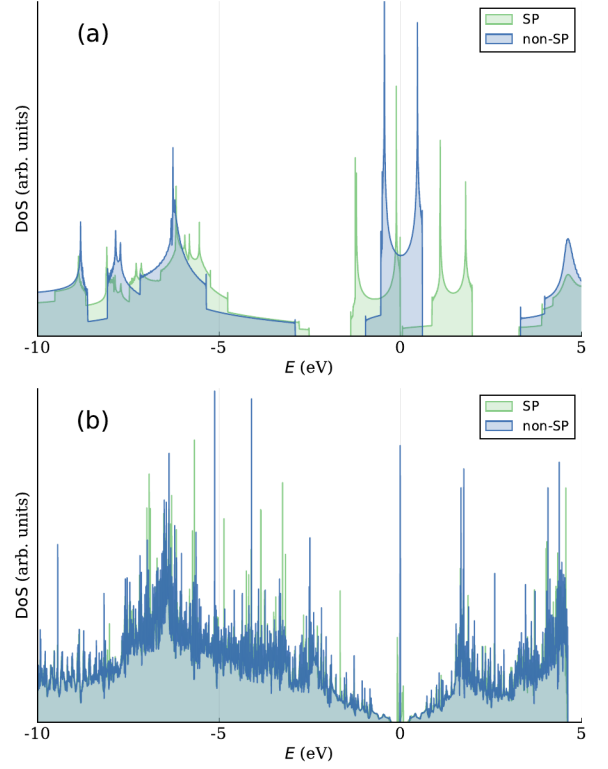 (a)
SP
non-SP
DoS (arb. units)
-10
-5
0
5
E (eV)
(b)
SP
non-SP
DoS (arb. units)
-10
-5
0
5
E (eV)